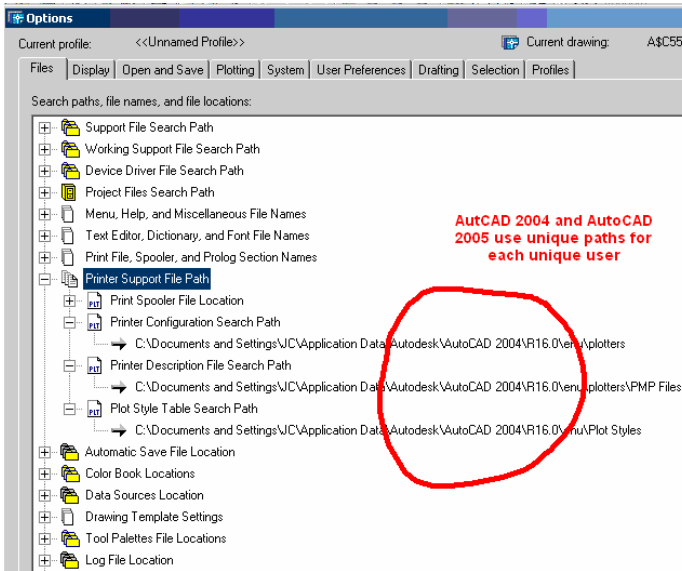 Options
Current profile: <<Unnamed Profile>> Current drawing: A$C55
Files Display Open and Save Plotting System User Preferences Drafting Selection Profiles
Search paths, file names, and file locations:
Support File Search Path
Working Support File Search Path
Device Driver File Search Path
Project Files Search Path
Menu, Help, and Miscellaneous File Names
Text Editor, Dictionary, and Font File Names
Print File, Spooler, and Prolog Section Names
AutCAD 2004 and AutoCAD
2005 use unique paths for
each unique user
Printer Support File Path
Print Spooler File Location
Printer Configuration Search Path
C:\Documents and Settings\JC\Application Data\Autodesk\AutoCAD 2004\R16.0\enu\plotters
Printer Description File Search Path
C:\Documents and Settings\JC\Application Data\Autodesk\AutoCAD 2004\R16.0\enu\plotters\PMP Files
Plot Style Table Search Path
C:\Documents and Settings\JC\Application Data\Autodesk\AutoCAD 2004\R16.0\enu\Plot Styles
Automatic Save File Location
Color Book Locations
Data Sources Location
Drawing Template Settings
Tool Palettes File Locations
Log File Location